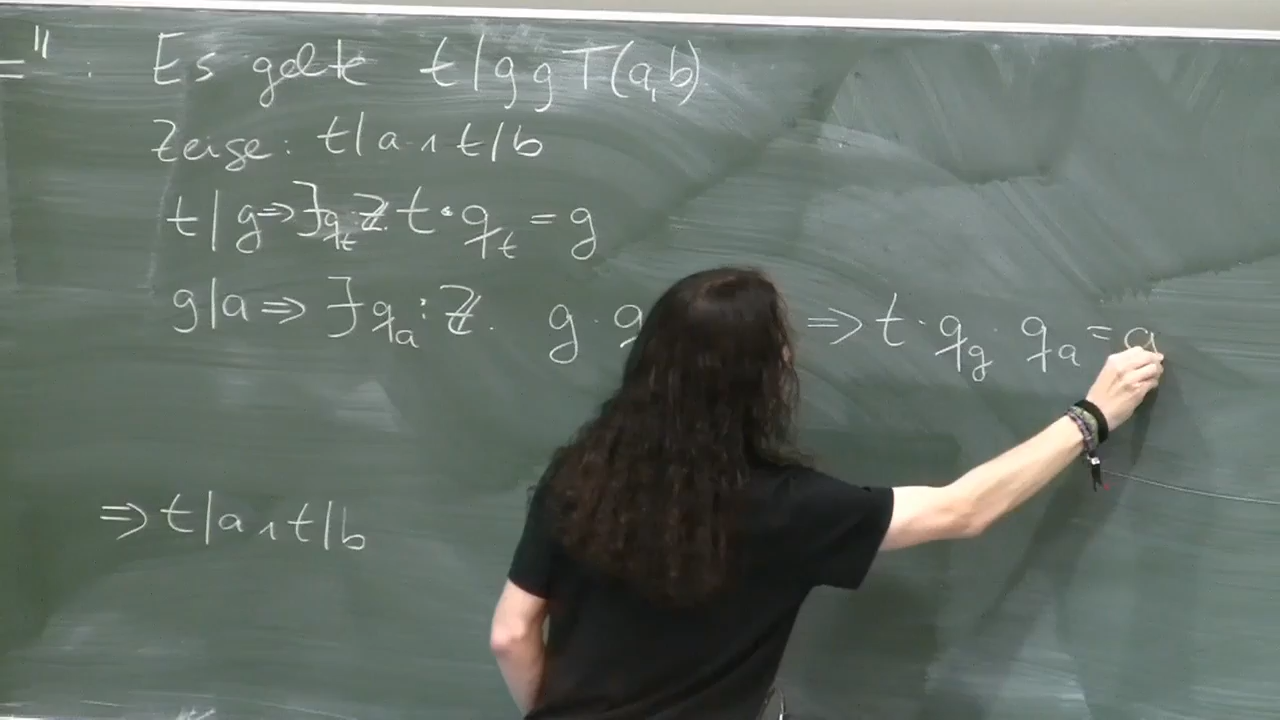 =" : Es gelte t | ggT(a,b)
Zeige: t|a ∧ t|b
t | g ⇒ ∃q_t:ℤ. t · q_t = g
g|a ⇒ ∃q_a:ℤ. g · q ⇒ t · q_g · q_a = a
⇒ t|a ∧ t|b